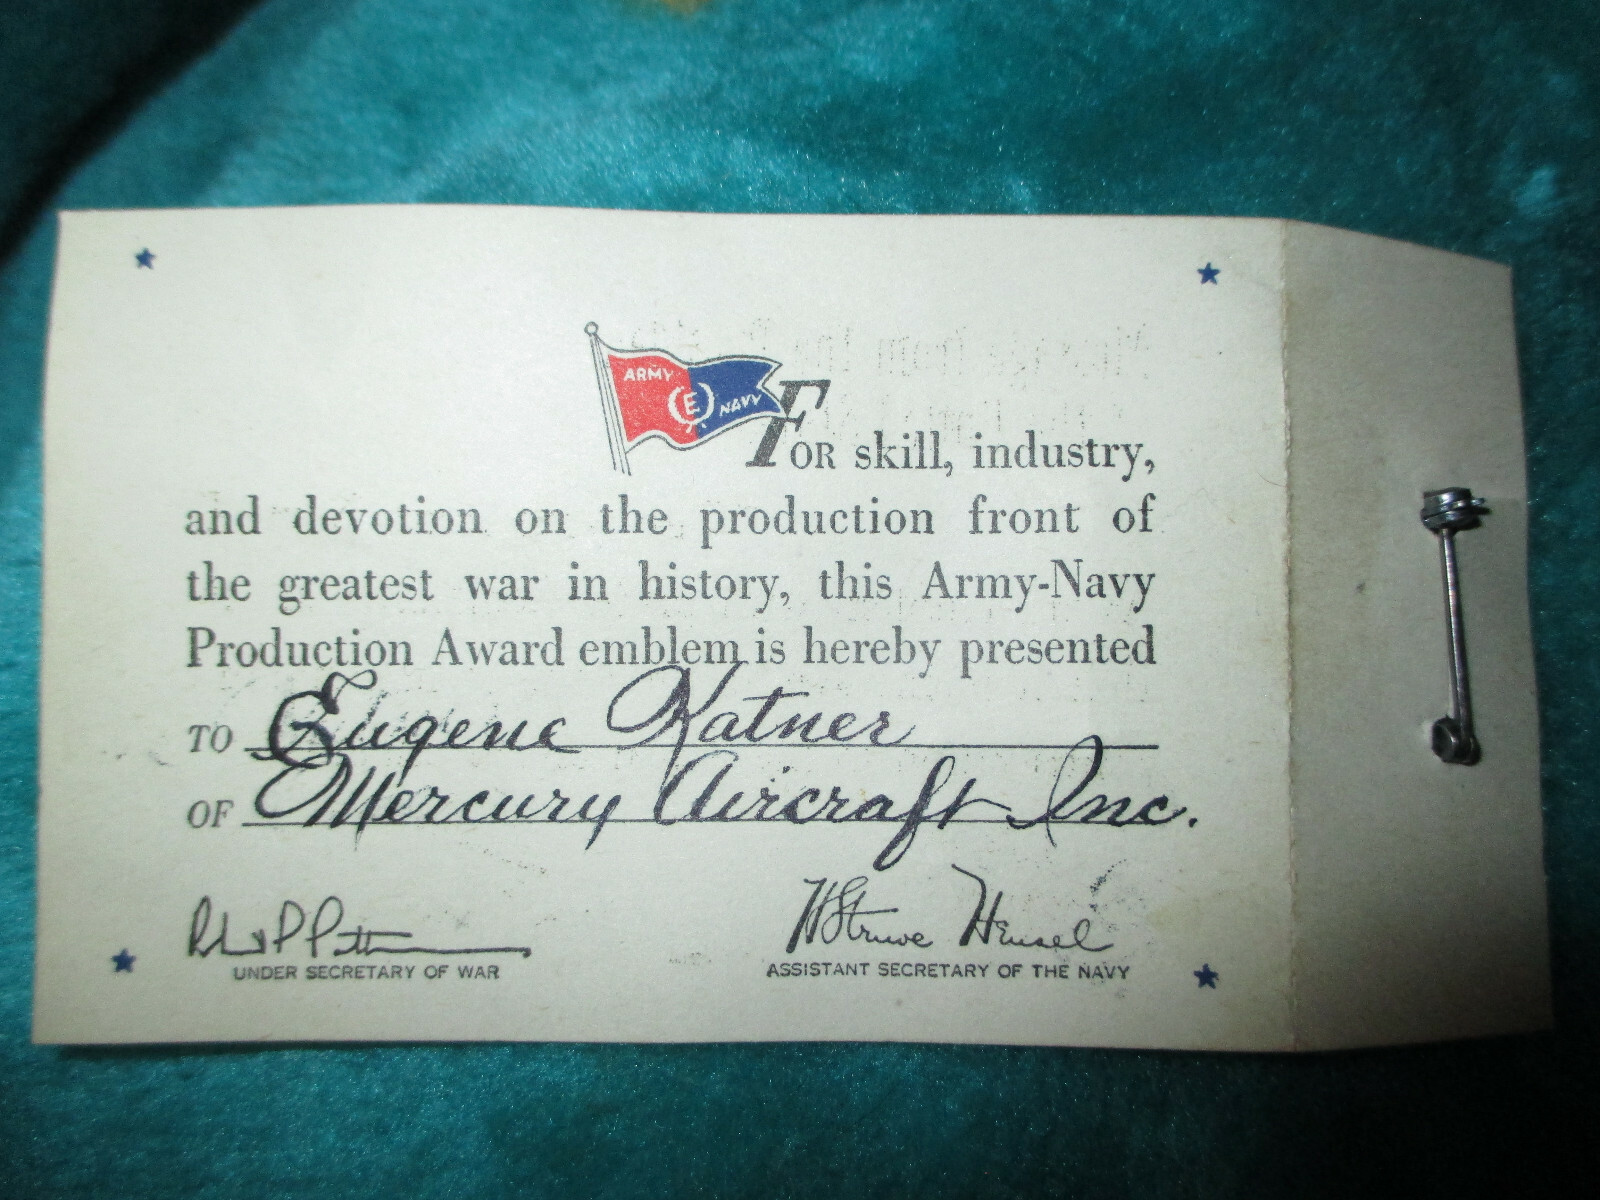 ARMY
E
NAVY
FOR skill, industry,
and devotion on the production front of
the greatest war in history, this Army-Navy
Production Award emblem is hereby presented
TO Eugene Katner
OF Mercury Aircraft Inc.
H Struve Hensel
UNDER SECRETARY OF WAR
ASSISTANT SECRETARY OF THE NAVY